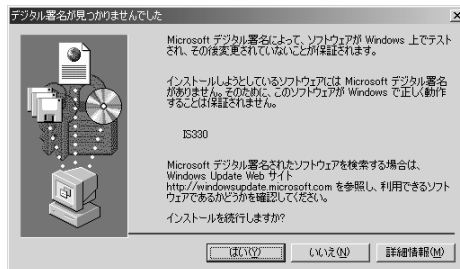 デジタル署名が見つかりませんでした
Microsoft デジタル署名によって、ソフトウェアが Windows 上でテスト
され、その後変更されていないことが保証されます。
インストールしようとしているソフトウェアには Microsoft デジタル署名
がありません。そのために、このソフトウェアが Windows で正しく動作
することは保証されません。
IS330
Microsoft デジタル署名されたソフトウェアを検索する場合は、
Windows Update Web サイト
http://windowsupdate.microsoft.com を参照し、利用できるソフト
ウェアであるかどうかを確認してください。
インストールを続行しますか?
はい(Y) いいえ(N) 詳細情報(M)